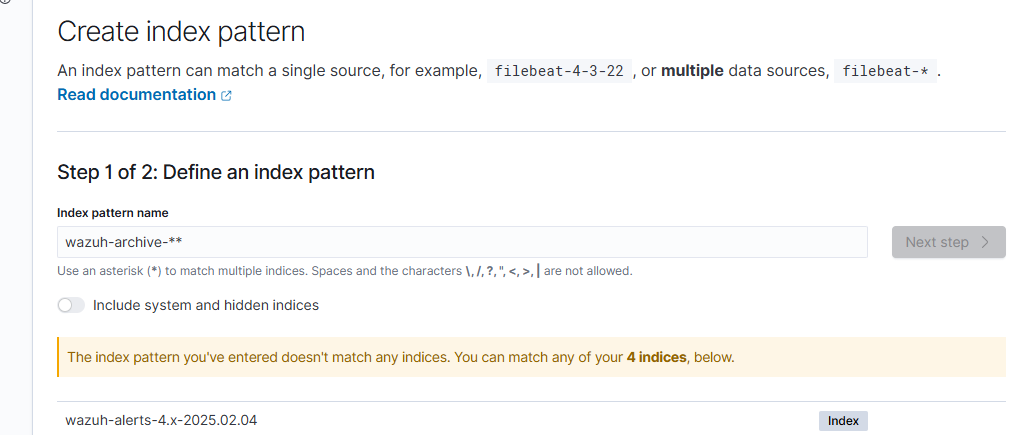 Create index pattern
An index pattern can match a single source, for example, filebeat-4-3-22 , or multiple data sources, filebeat-* .
Read documentation
Step 1 of 2: Define an index pattern
Index pattern name
wazuh-archive-**
Next step
Use an asterisk (*) to match multiple indices. Spaces and the characters \, /, ?, ", <, >, | are not allowed.
Include system and hidden indices
The index pattern you've entered doesn't match any indices. You can match any of your 4 indices, below.
wazuh-alerts-4.x-2025.02.04 Index